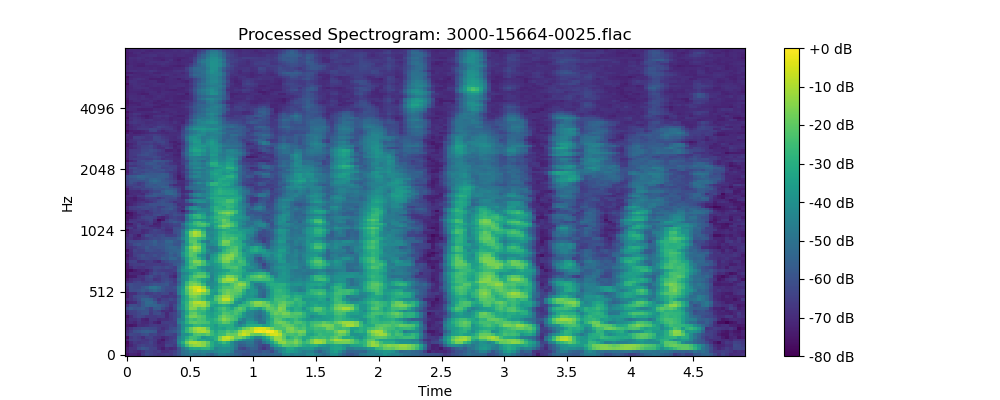 Processed Spectrogram: 3000-15664-0025.flac
Hz
4096
2048
1024
512
0
0 0.5 1 1.5 2 2.5 3 3.5 4 4.5
Time
+0 dB
-10 dB
-20 dB
-30 dB
-40 dB
-50 dB
-60 dB
-70 dB
-80 dB